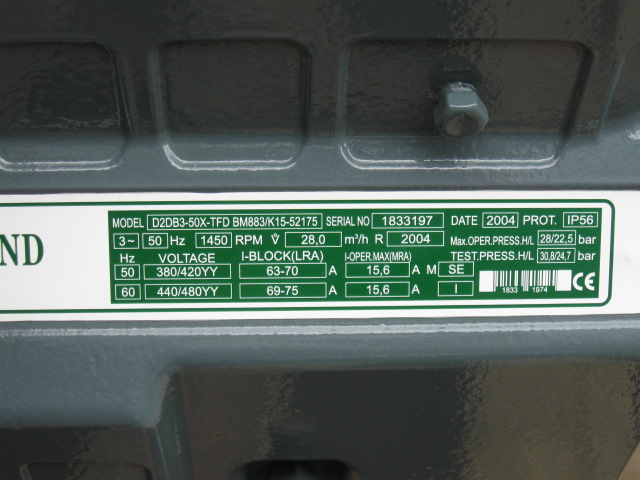 MODEL D2DB3-50X-TFD BM883/K15-52175 SERIAL NO 1833197 DATE 2004 PROT. IP56
3~ 50 Hz 1450 RPM V̊ 28,0 m³/h R 2004 Max.OPER.PRESS.H/L 28/22,5 bar
Hz VOLTAGE I-BLOCK(LRA) I-OPER.MAX(MRA) TEST.PRESS.H/L 30,8/24,7 bar
50 380/420YY 63-70 A 15,6 A M SE
60 440/480YY 69-75 A 15,6 A I
1833 1974 CE
ND